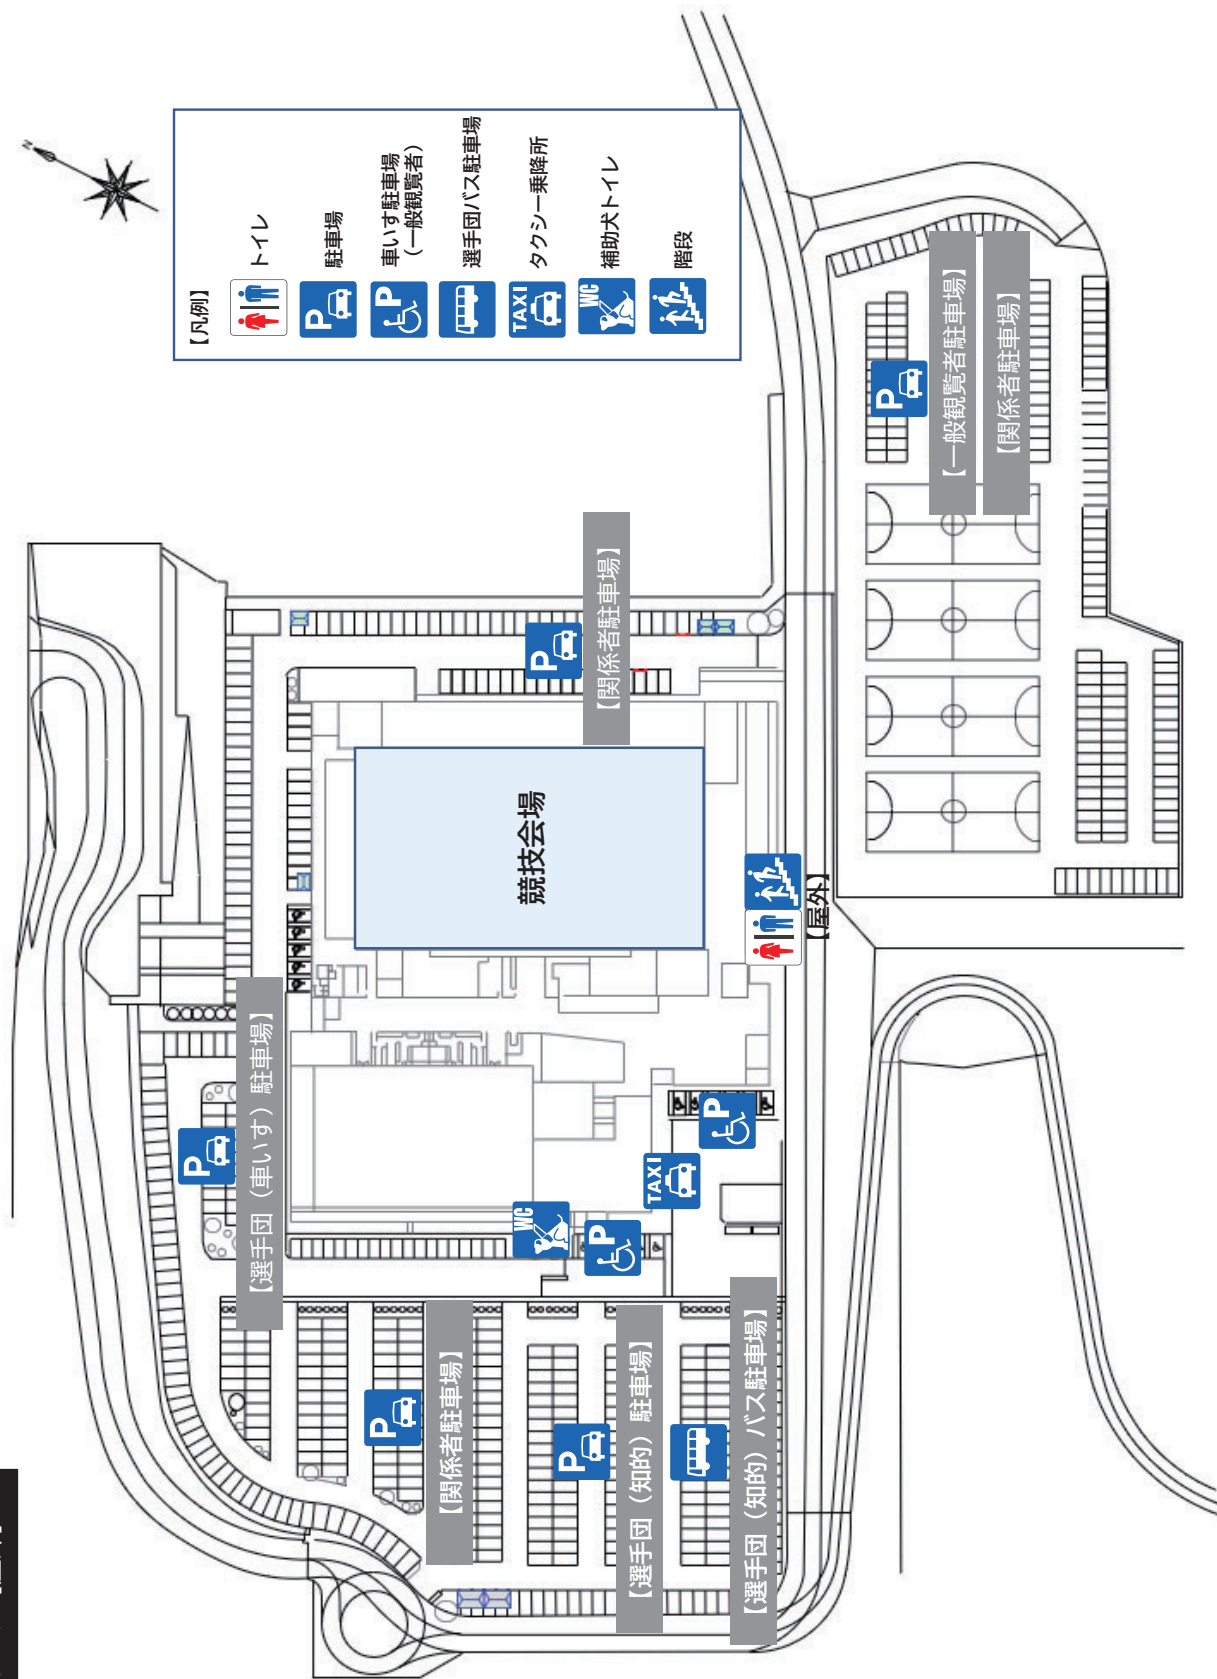 【凡例】
トイレ
P
駐車場
P
車いす駐車場
(一般観覧者)
選手団バス駐車場
TAXI
タクシー乗降所
WC
補助犬トイレ
階段
N
P
【選手団（車いす）駐車場】
P
【関係者駐車場】
P
【選手団（知的）駐車場】
【選手団（知的）バス駐車場】
WC
P
TAXI
P
競技会場
P
【関係者駐車場】
【屋外】
P
【一般観覧者駐車場】
【関係者駐車場】